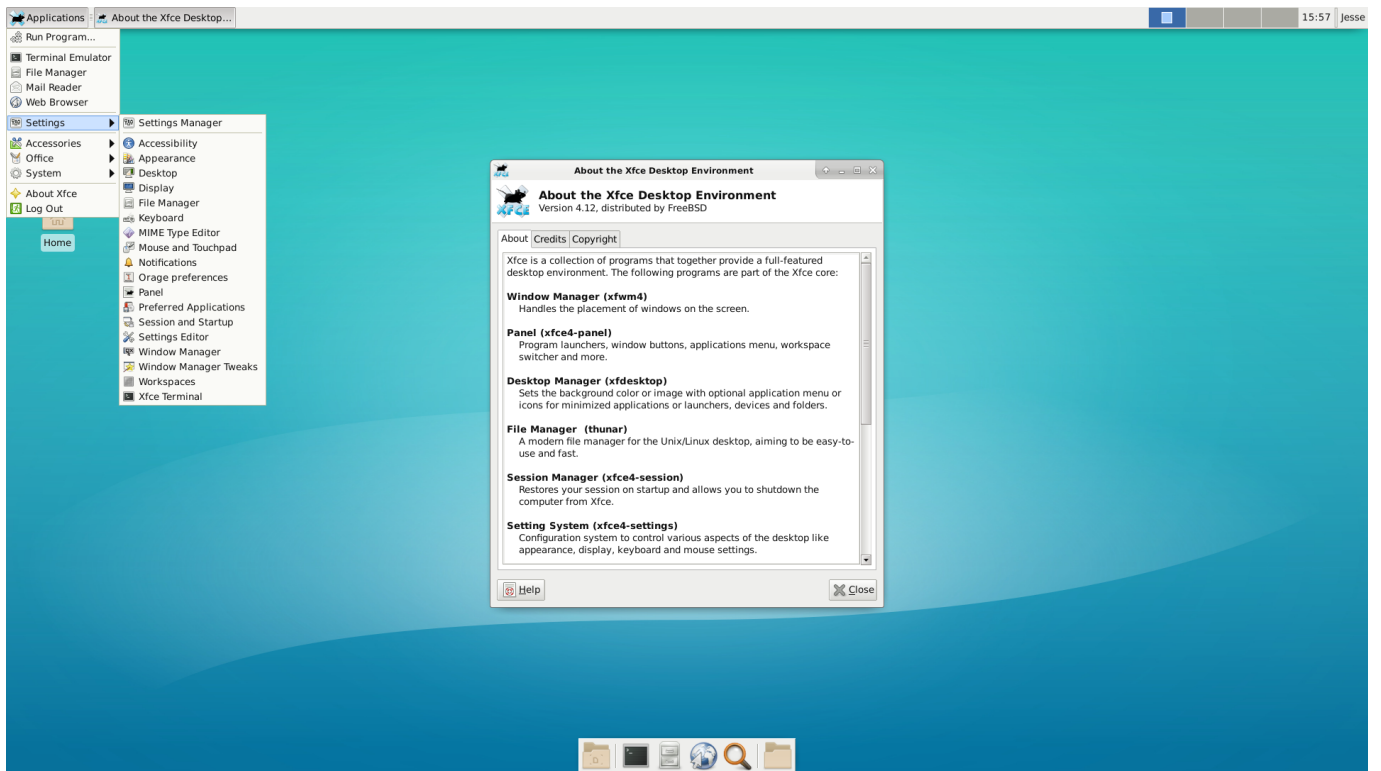 Applications
About the Xfce Desktop...
15:57
Jesse
Run Program...
Terminal Emulator
File Manager
Mail Reader
Web Browser
Settings
Accessories
Office
System
About Xfce
Log Out
Home
Settings Manager
Accessibility
Appearance
Desktop
Display
File Manager
Keyboard
MIME Type Editor
Mouse and Touchpad
Notifications
Orage preferences
Panel
Preferred Applications
Session and Startup
Settings Editor
Window Manager
Window Manager Tweaks
Workspaces
Xfce Terminal
About the Xfce Desktop Environment
XFCE
About the Xfce Desktop Environment
Version 4.12, distributed by FreeBSD
About
Credits
Copyright
Xfce is a collection of programs that together provide a full-featured
desktop environment. The following programs are part of the Xfce core:
Window Manager (xfwm4)
Handles the placement of windows on the screen.
Panel (xfce4-panel)
Program launchers, window buttons, applications menu, workspace
switcher and more.
Desktop Manager (xfdesktop)
Sets the background color or image with optional application menu or
icons for minimized applications or launchers, devices and folders.
File Manager (thunar)
A modern file manager for the Unix/Linux desktop, aiming to be easy-to-
use and fast.
Session Manager (xfce4-session)
Restores your session on startup and allows you to shutdown the
computer from Xfce.
Setting System (xfce4-settings)
Configuration system to control various aspects of the desktop like
appearance, display, keyboard and mouse settings.
Help
Close